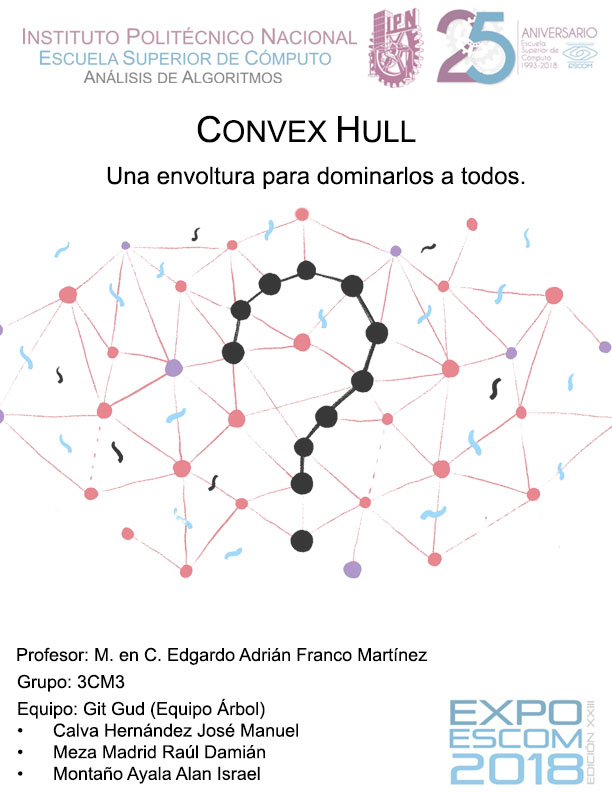 INSTITUTO POLITÉCNICO NACIONAL
ESCUELA SUPERIOR DE CÓMPUTO
ANÁLISIS DE ALGORITMOS
IPN
25
ANIVERSARIO
Escuela
Superior de
Cómputo
1993-2018
ESCOM
CONVEX HULL
Una envoltura para dominarlos a todos.
Profesor: M. en C. Edgardo Adrián Franco Martínez
Grupo: 3CM3
Equipo: Git Gud (Equipo Árbol)
• Calva Hernández José Manuel
• Meza Madrid Raúl Damián
• Montaño Ayala Alan Israel
EXPO
ESCOM
2018
EDICIÓN XXIII